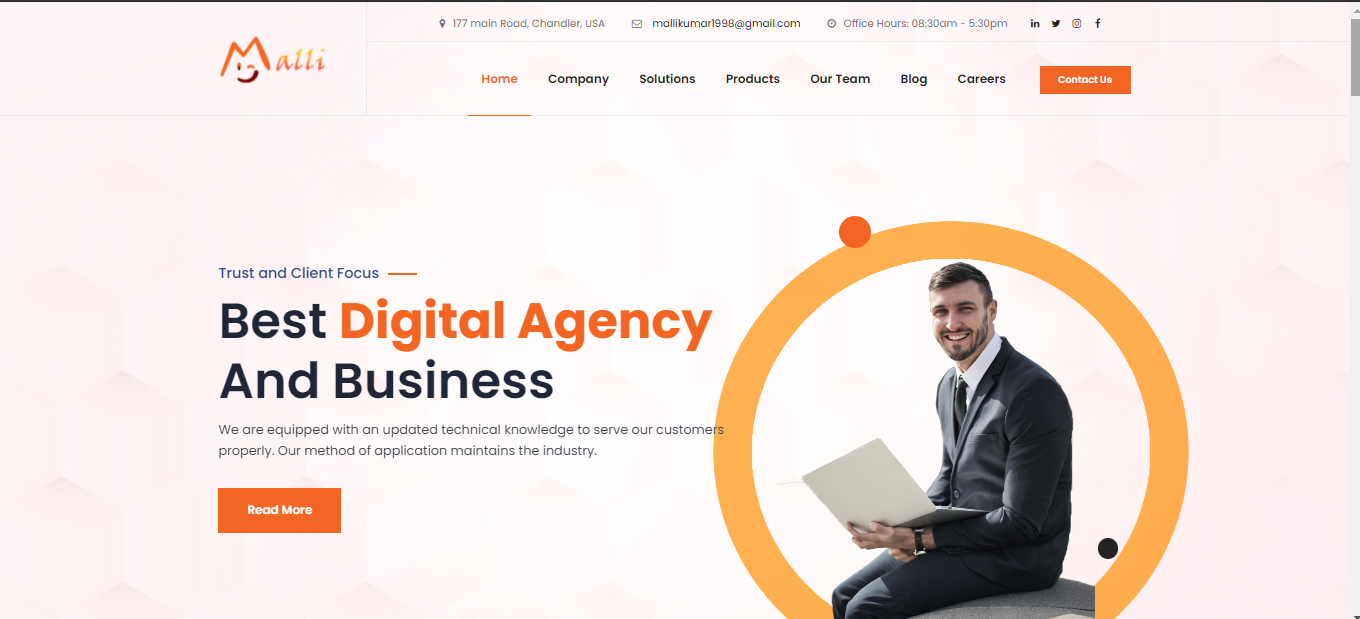 Malli
177 main Road, Chandler, USA
mallikumar1998@gmail.com
Office Hours: 08:30am - 5:30pm
Home
Company
Solutions
Products
Our Team
Blog
Careers
Contact Us
Trust and Client Focus
Best Digital Agency
And Business
We are equipped with an updated technical knowledge to serve our customers
properly. Our method of application maintains the industry.
Read More